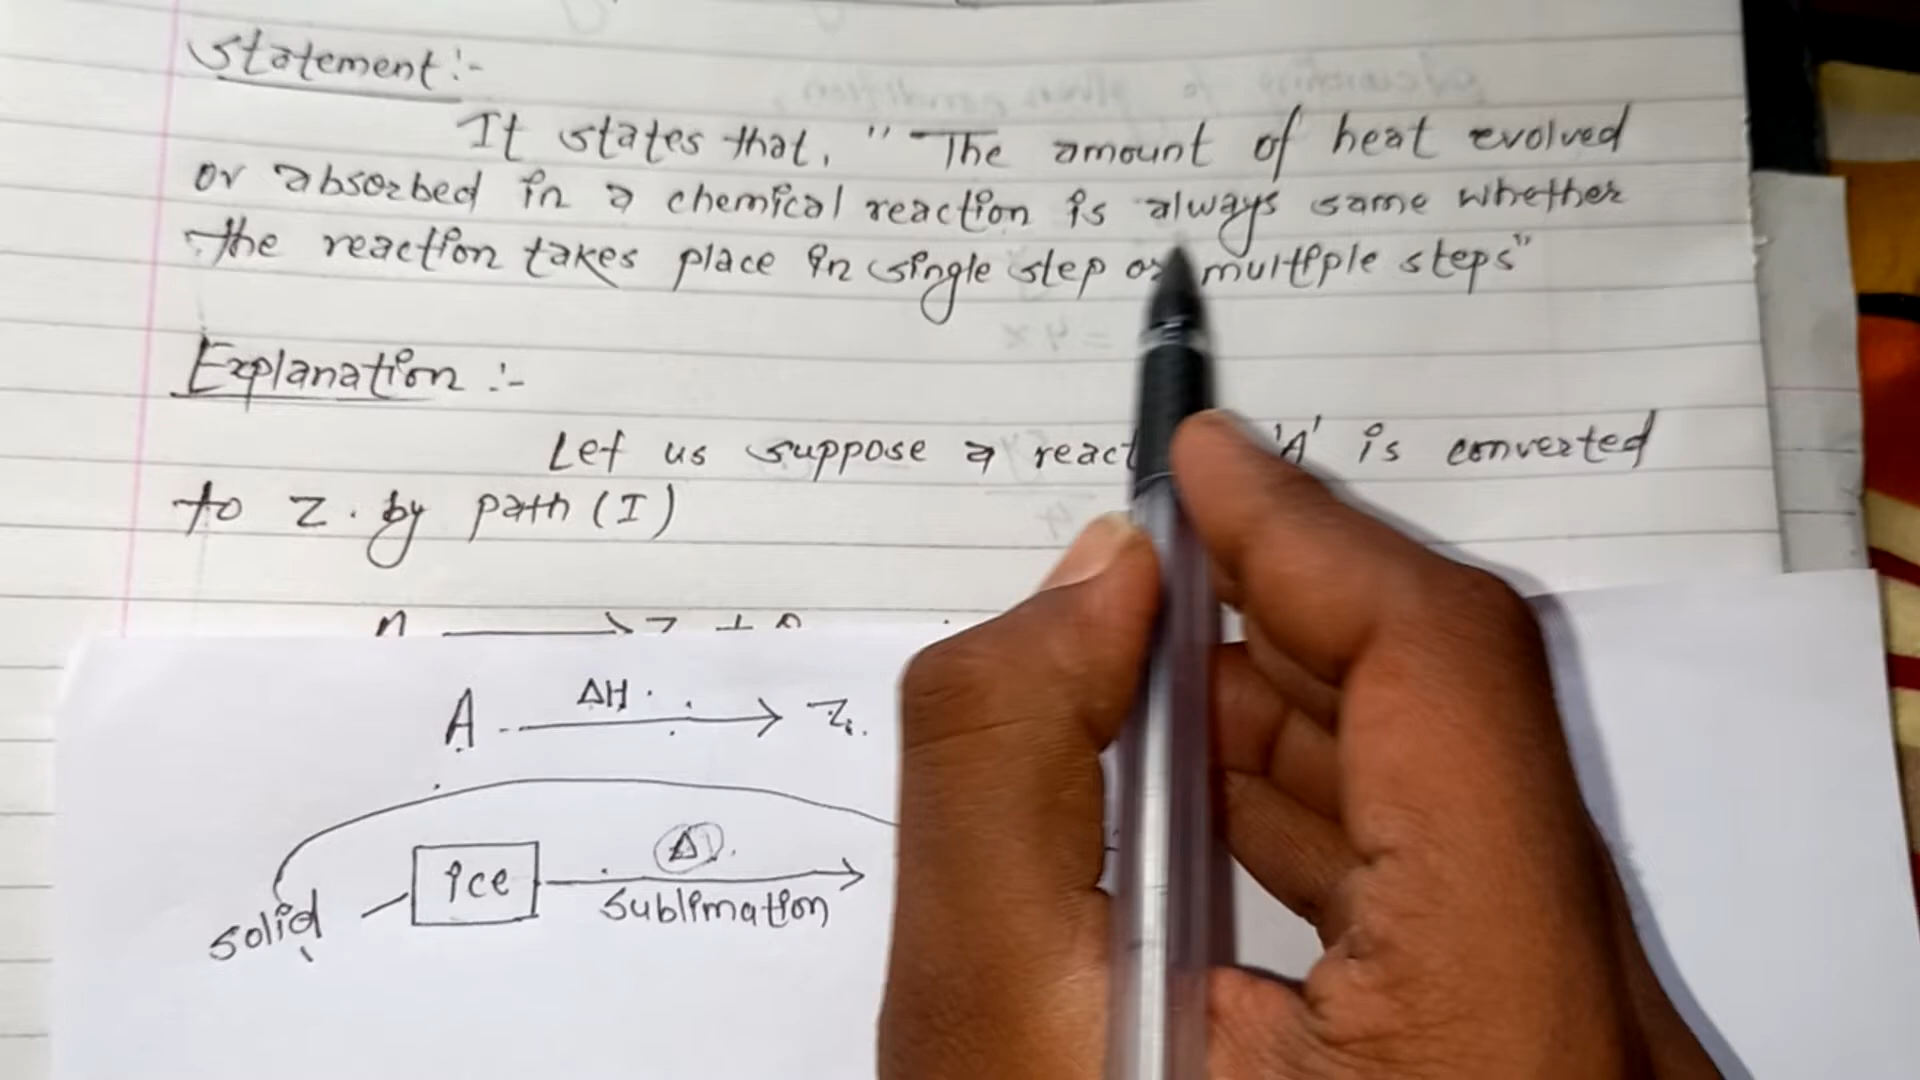 Statement :-
It states that, " The amount of heat evolved
or absorbed in a chemical reaction is always same whether
the reaction takes place in single step or multiple steps"
Explanation :-
Let us suppose a 'A' is converted
to Z . by path (I)
A ΔH → Z.
solid – ice Δ → 
sublimation